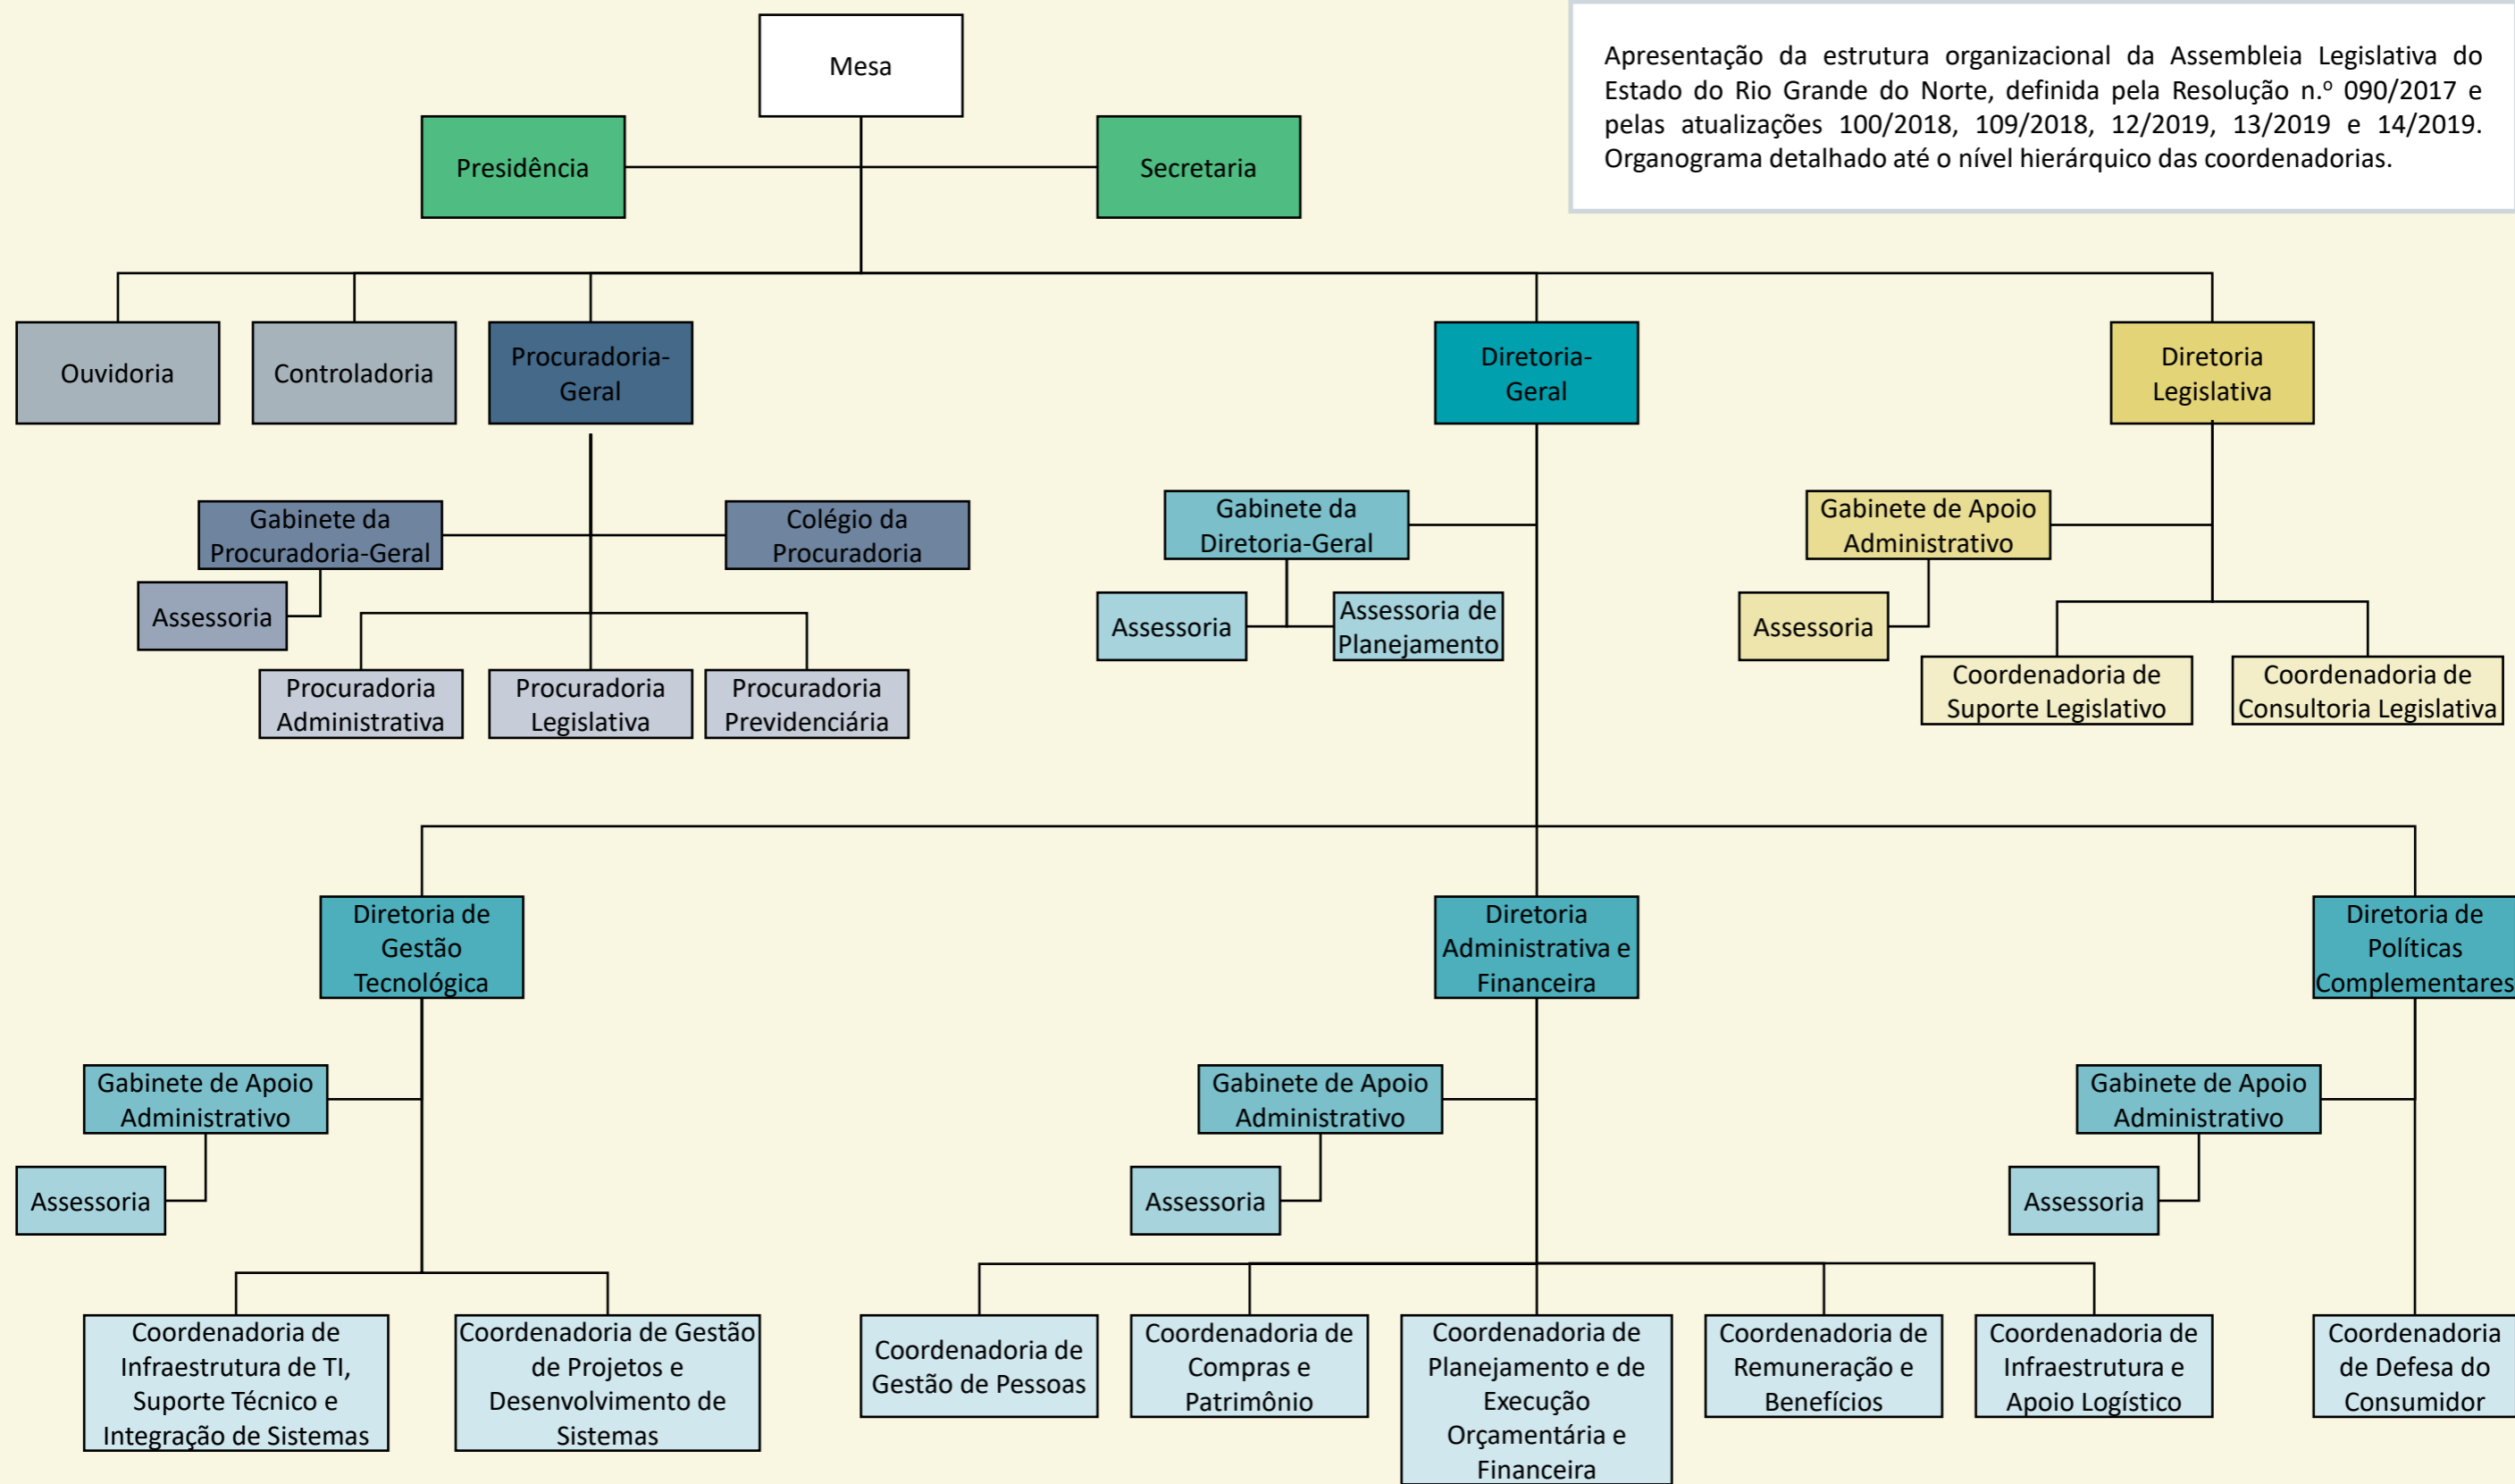 Mesa
Apresentação da estrutura organizacional da Assembleia Legislativa do
Estado do Rio Grande do Norte, definida pela Resolução n.º 090/2017 e
pelas atualizações 100/2018, 109/2018, 12/2019, 13/2019 e 14/2019.
Organograma detalhado até o nível hierárquico das coordenadorias.
Presidência
Secretaria
Ouvidoria
Controladoria
Procuradoria-
Geral
Diretoria-
Geral
Diretoria
Legislativa
Gabinete da
Procuradoria-Geral
Colégio da
Procuradoria
Assessoria
Procuradoria
Administrativa
Procuradoria
Legislativa
Procuradoria
Previdenciária
Gabinete da
Diretoria-Geral
Assessoria
Assessoria de
Planejamento
Gabinete de Apoio
Administrativo
Assessoria
Coordenadoria de
Suporte Legislativo
Coordenadoria de
Consultoria Legislativa
Diretoria de
Gestão
Tecnológica
Diretoria
Administrativa e
Financeira
Diretoria de
Políticas
Complementares
Gabinete de Apoio
Administrativo
Assessoria
Gabinete de Apoio
Administrativo
Assessoria
Gabinete de Apoio
Administrativo
Assessoria
Coordenadoria de
Infraestrutura de TI,
Suporte Técnico e
Integração de Sistemas
Coordenadoria de Gestão
de Projetos e
Desenvolvimento de
Sistemas
Coordenadoria de
Gestão de Pessoas
Coordenadoria de
Compras e
Patrimônio
Coordenadoria de
Planejamento e de
Execução
Orçamentária e
Financeira
Coordenadoria de
Remuneração e
Benefícios
Coordenadoria de
Infraestrutura e
Apoio Logístico
Coordenadoria
de Defesa do
Consumidor